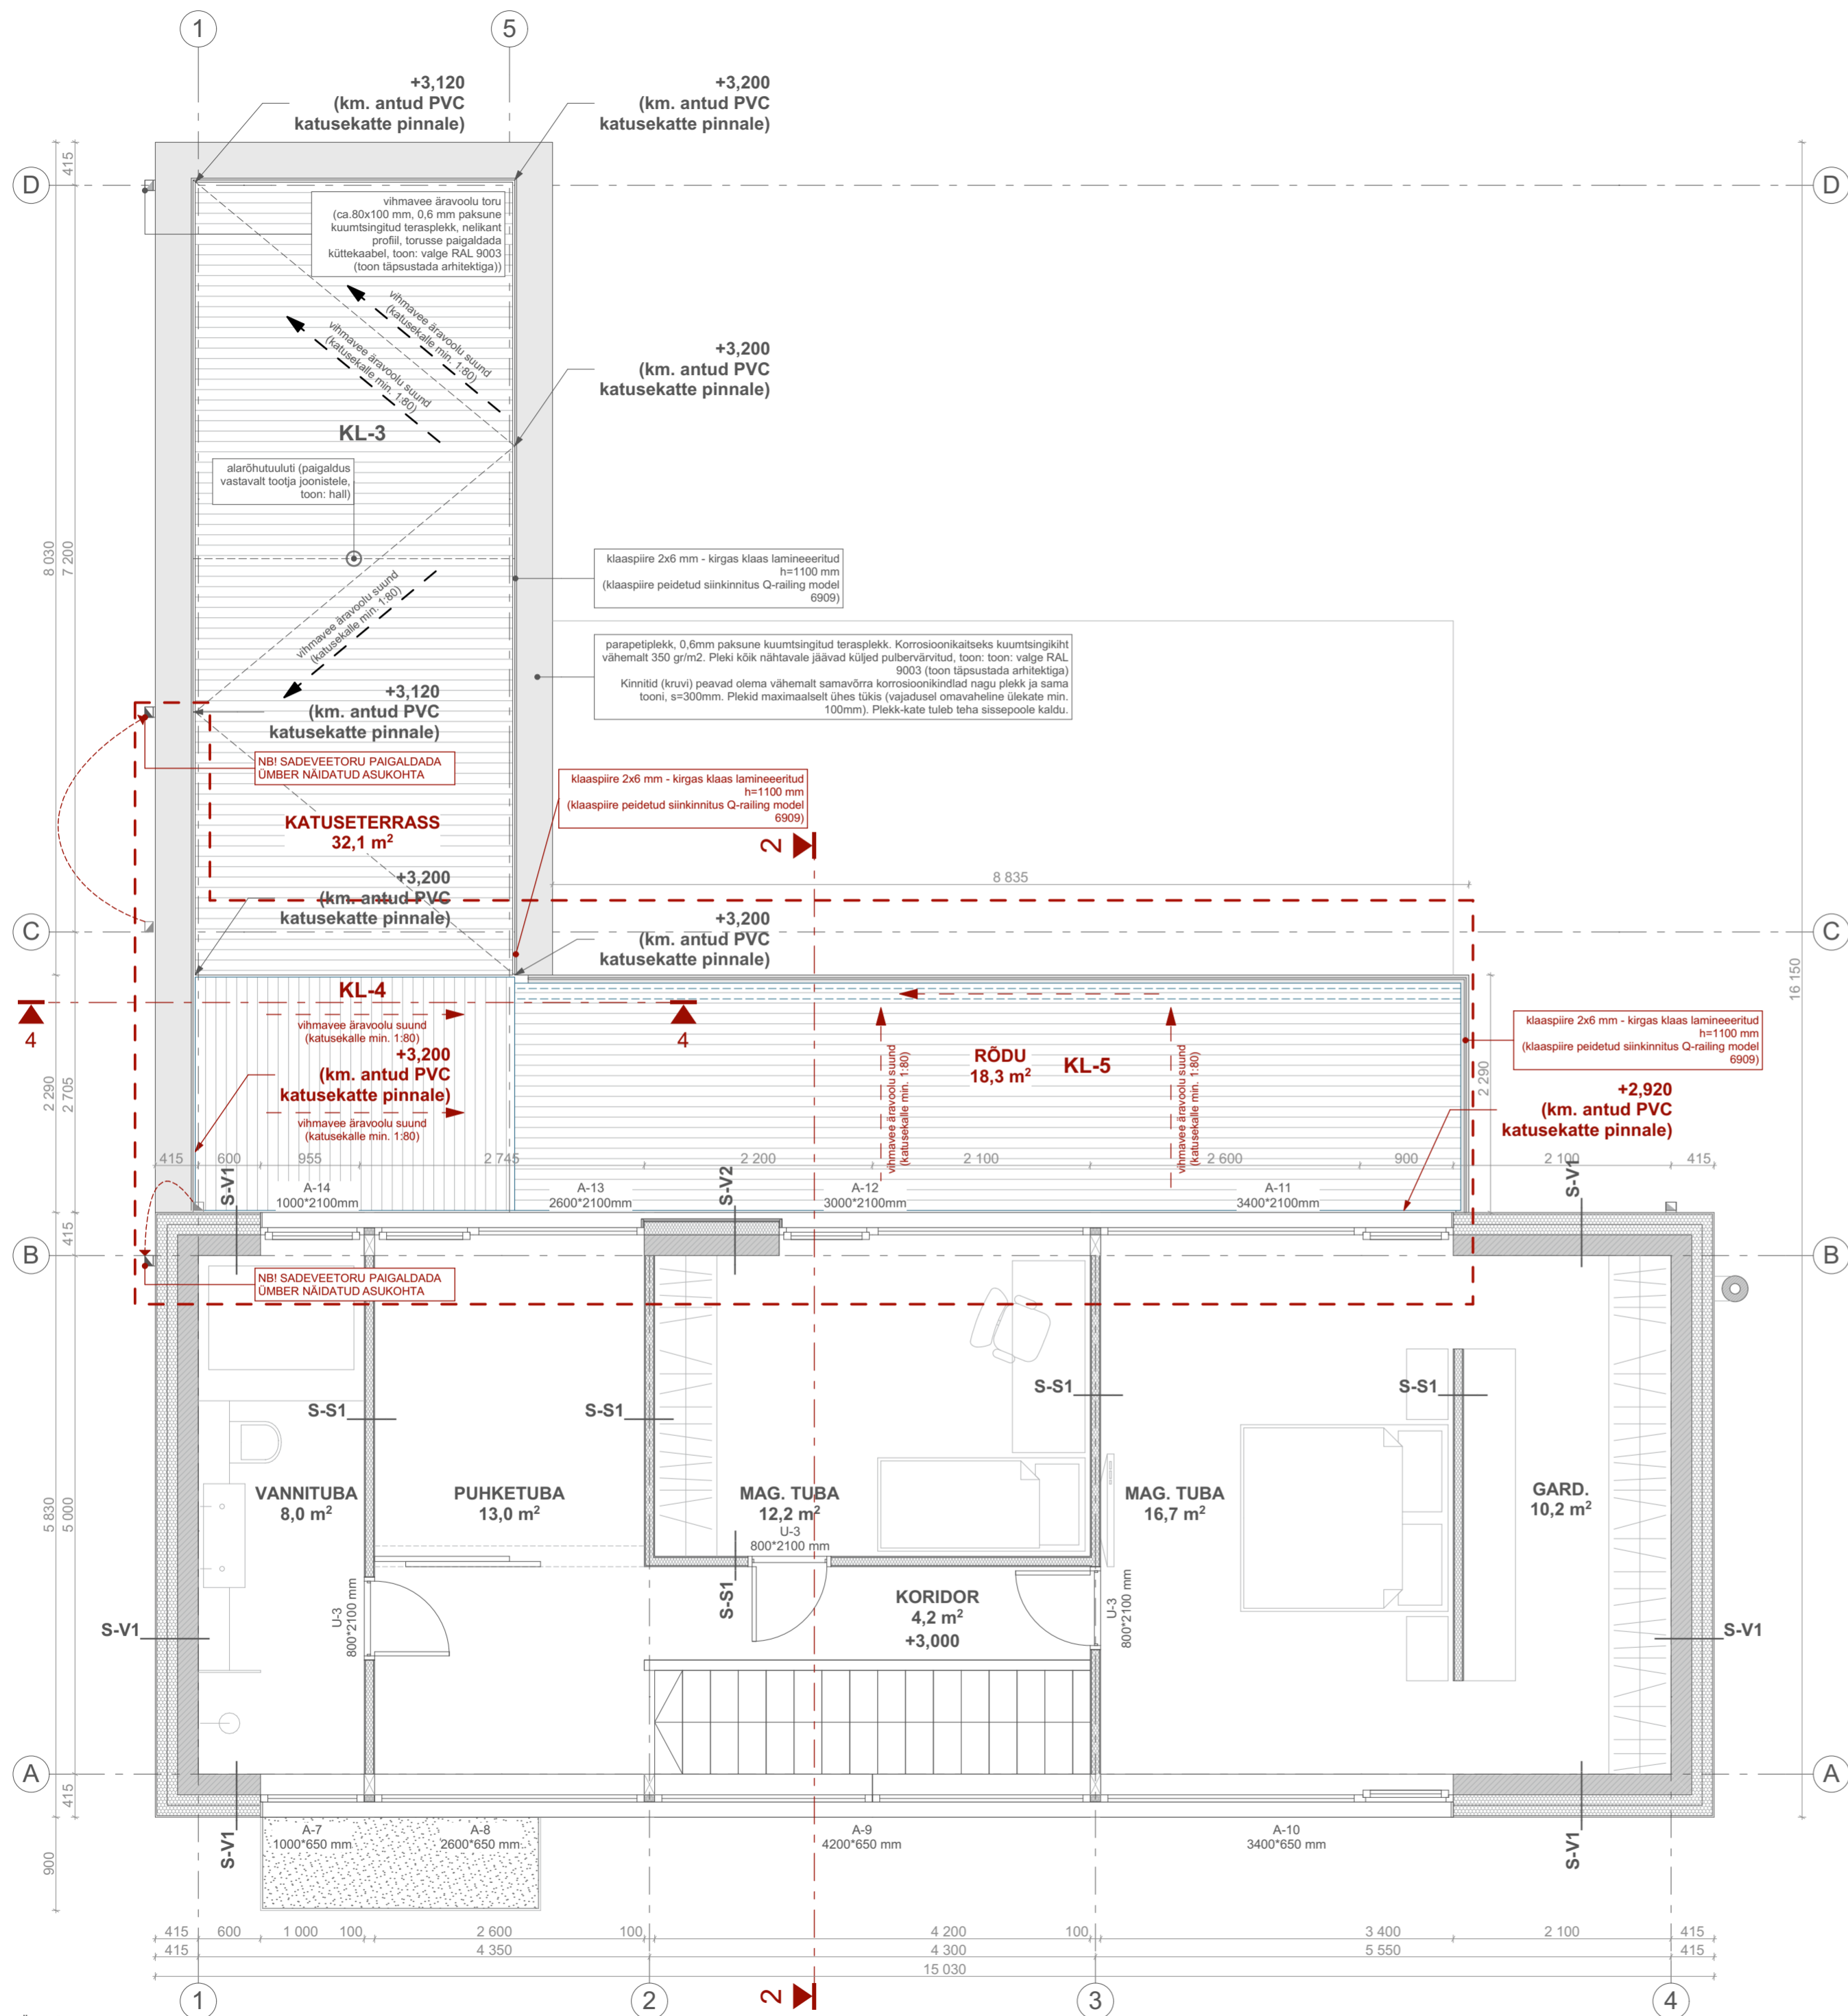 1
5
+3,120
(km. antud PVC
katusekatte pinnale)
+3,200
(km. antud PVC
katusekatte pinnale)
415
D
D
vihmavee äravoolu toru
(ca.80x100 mm, 0,6 mm paksune
kuumtsingitud terasplekk, nelikant
profiil, torusse paigaldada
küttekaabel, toon: valge RAL 9003
(toon täpsustada arhitektiga))
vihmavee äravoolu suund
(katusekalle min. 1:80)
vihmavee äravoolu suund
(katusekalle min. 1:80)
+3,200
(km. antud PVC
katusekatte pinnale)
KL-3
alarõhutuuluti (paigaldus
vastavalt tootja joonistele,
toon: hall)
8 030
7 200
klaaspiire 2x6 mm - kirgas klaas lamineeeritud
h=1100 mm
(klaaspiire peidetud siinkinnitus Q-railing model
6909)
vihmavee äravoolu suund
(katusekalle min. 1:80)
parapetiplekk, 0,6mm paksune kuumtsingitud terasplekk. Korrosioonikaitseks kuumtsingikiht
vähemalt 350 gr/m2. Pleki kõik nähtavale jäävad küljed pulbervärvitud, toon: toon: valge RAL
9003 (toon täpsustada arhitektiga)
Kinnitid (kruvi) peavad olema vähemalt samavõrra korrosioonikindlad nagu plekk ja sama
tooni, s=300mm. Plekid maximaalselt ühes tükis (vajadusel omavaheline ülekate min.
100mm). Plekk-kate tuleb teha sissepoole kaldu.
+3,120
(km. antud PVC
katusekatte pinnale)
NB! SADEVEETORU PAIGALDADA
ÜMBER NÄIDATUD ASUKOHTA
klaaspiire 2x6 mm - kirgas klaas lamineeeritud
h=1100 mm
(klaaspiire peidetud siinkinnitus Q-railing model
6909)
KATUSETERRASS
32,1 m²
2
8 835
+3,200
(km. antud PVC
katusekatte pinnale)
+3,200
(km. antud PVC
katusekatte pinnale)
C
C
16 150
KL-4
4
4
vihmavee äravoolu suund
(katusekalle min. 1:80)
+3,200
(km. antud PVC
katusekatte pinnale)
vihmavee äravoolu suund
(katusekalle min. 1:80)
RÕDU
18,3 m²
KL-5
vihmavee äravoolu suund
(katusekalle min. 1:80)
vihmavee äravoolu suund
(katusekalle min. 1:80)
klaaspiire 2x6 mm - kirgas klaas lamineeeritud
h=1100 mm
(klaaspiire peidetud siinkinnitus Q-railing model
6909)
2 290
+2,920
(km. antud PVC
katusekatte pinnale)
2 290
2 705
415 600 955 2 745 2 200 2 100 2 600 900 2 100 415
S-V1
S-V2
S-V1
A-14
1000*2100mm
A-13
2600*2100mm
A-12
3000*2100mm
A-11
3400*2100mm
415
B
B
NB! SADEVEETORU PAIGALDADA
ÜMBER NÄIDATUD ASUKOHTA
S-S1
S-S1
S-S1
S-S1
5 830
5 000
VANNITUBA
8,0 m²
PUHKETUBA
13,0 m²
MAG. TUBA
12,2 m²
MAG. TUBA
16,7 m²
GARD.
10,2 m²
U-3
800*2100 mm
S-S1
U-3
800*2100 mm
KORIDOR
4,2 m²
+3,000
U-3
800*2100 mm
S-V1
S-V1
A
A
415
S-V1
S-V1
A-7
1000*650 mm
A-8
2600*650 mm
A-9
4200*650 mm
A-10
3400*650 mm
900
415 600 1 000 100 2 600 100 4 200 100 3 400 2 100 415
415 4 350 4 300 5 550 415
15 030
1
2
2
3
4